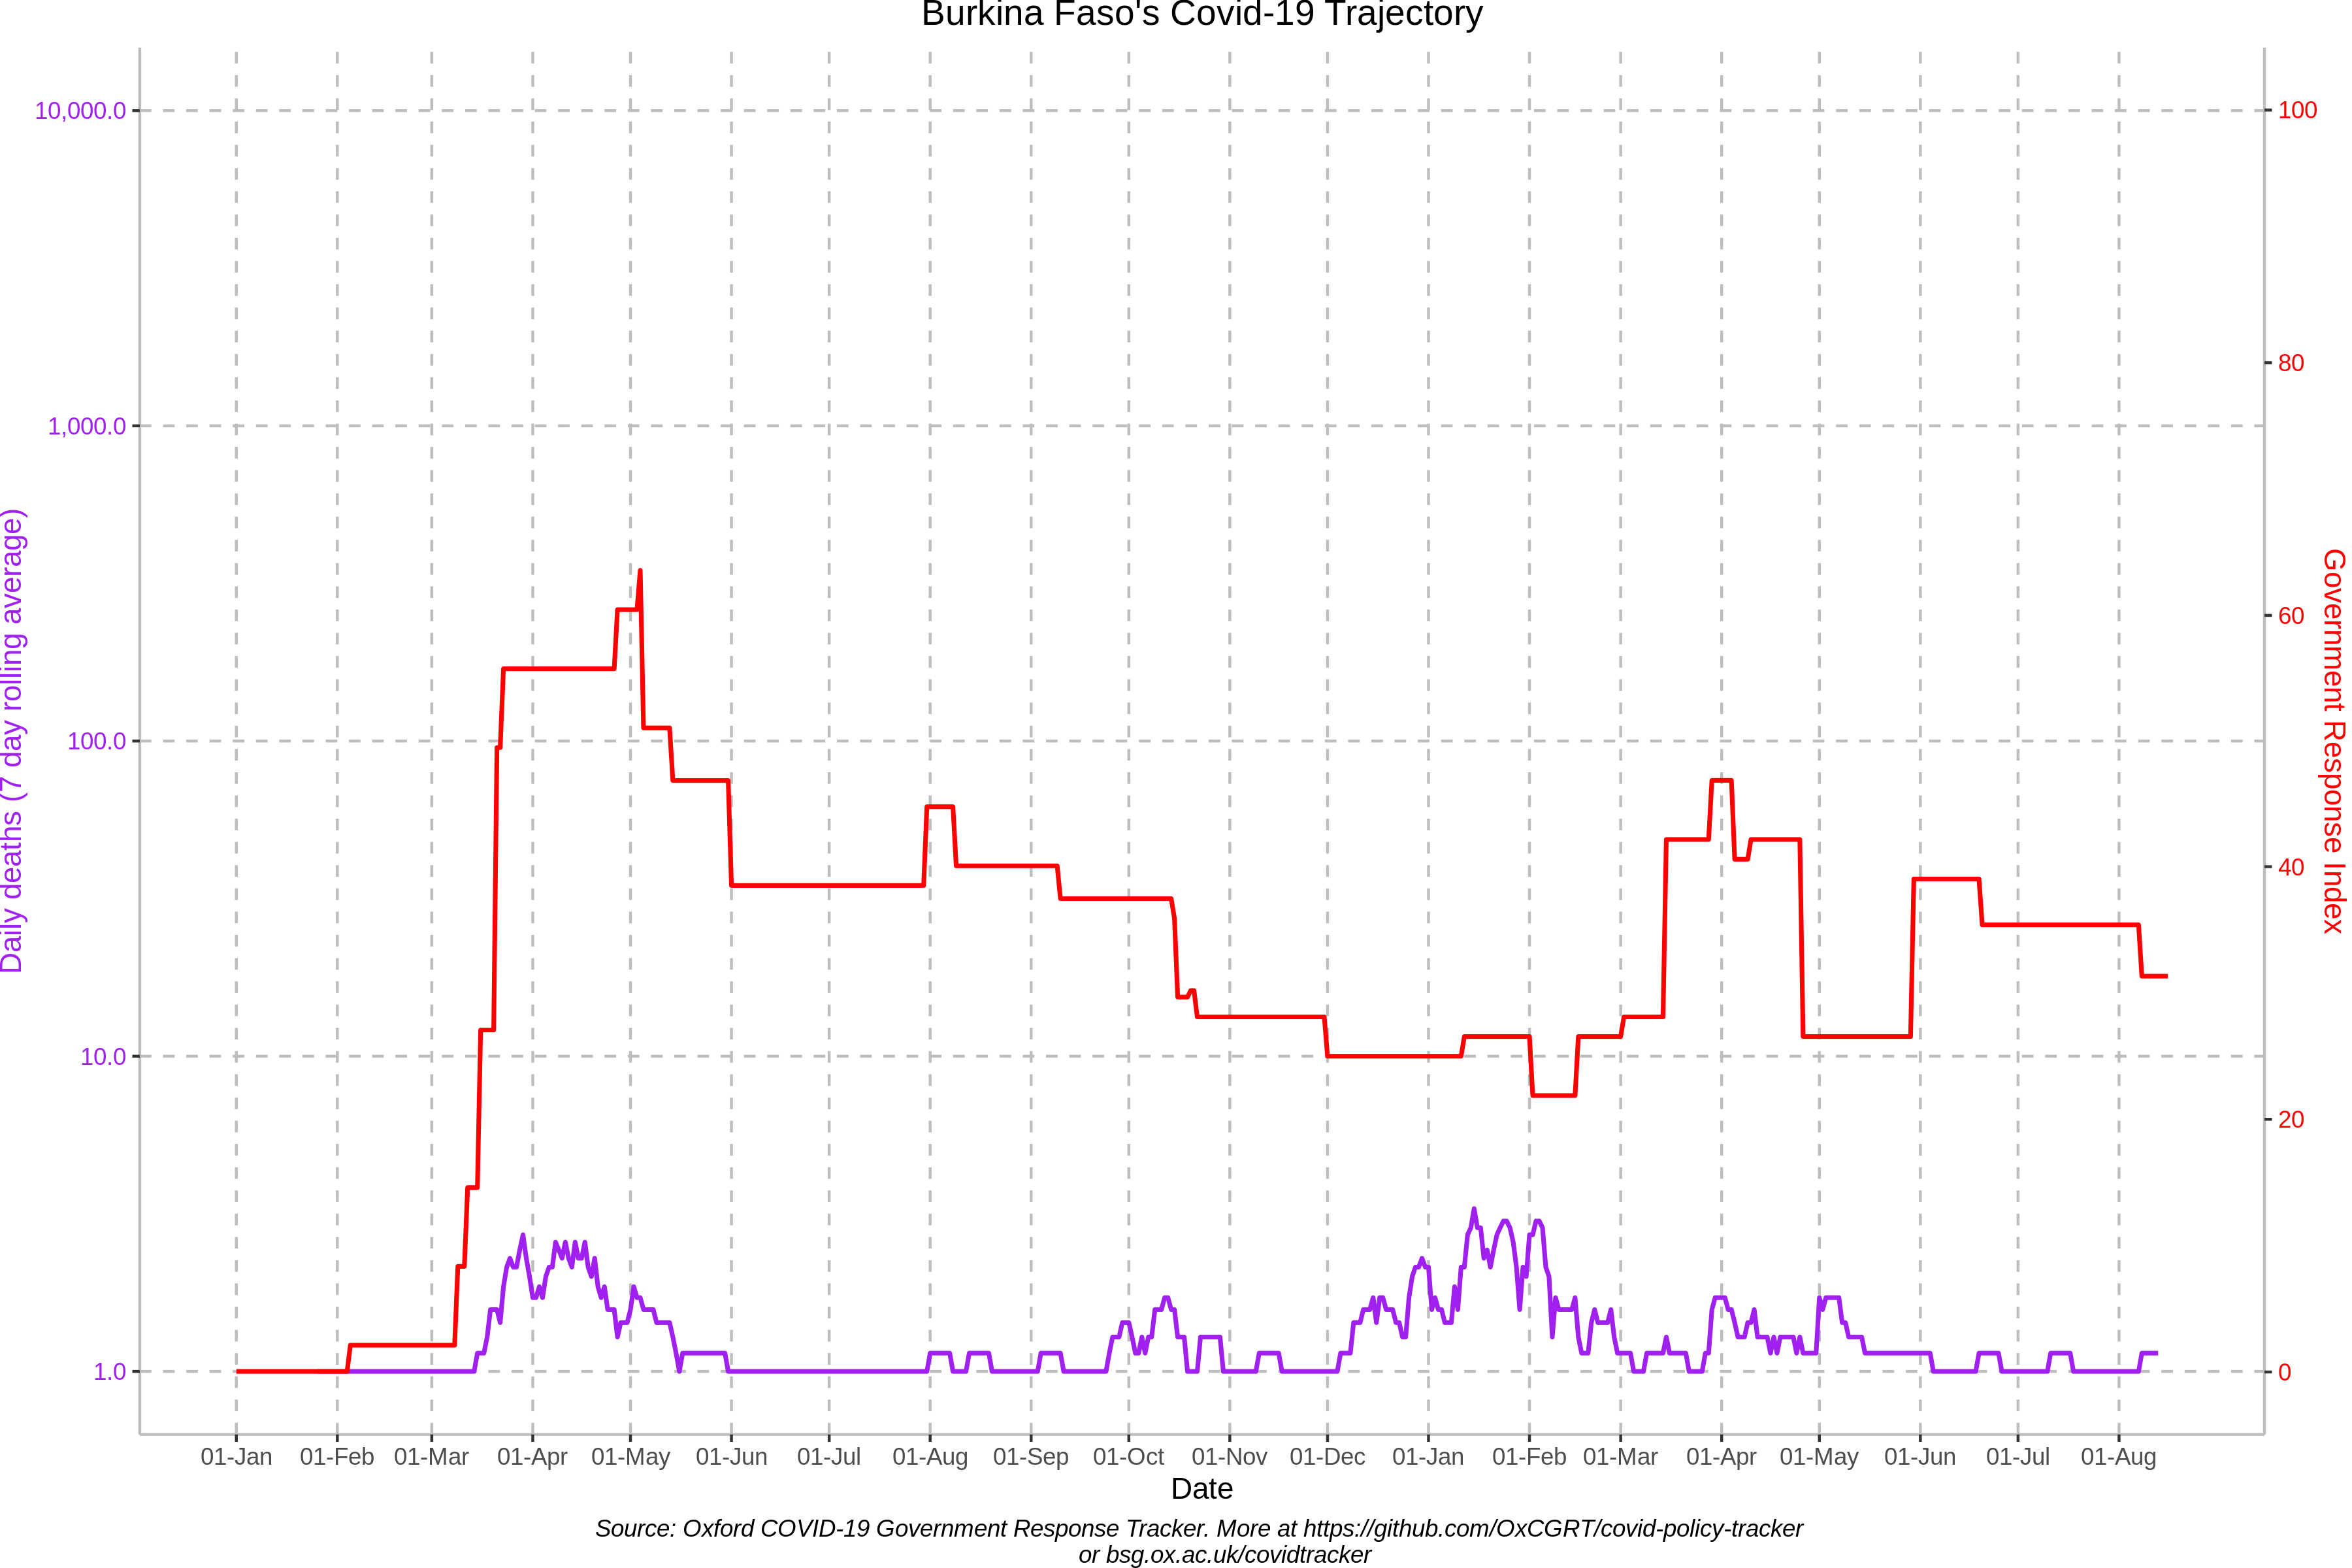 Burkina Faso's Covid-19 Trajectory
Daily deaths (7 day rolling average)
10,000.0
1,000.0
100.0
10.0
1.0
100
80
60
40
20
0
Government Response Index
01-Jan 01-Feb 01-Mar 01-Apr 01-May 01-Jun 01-Jul 01-Aug 01-Sep 01-Oct 01-Nov 01-Dec 01-Jan 01-Feb 01-Mar 01-Apr 01-May 01-Jun 01-Jul 01-Aug
Date
Source: Oxford COVID-19 Government Response Tracker. More at https://github.com/OxCGRT/covid-policy-tracker
or bsg.ox.ac.uk/covidtracker